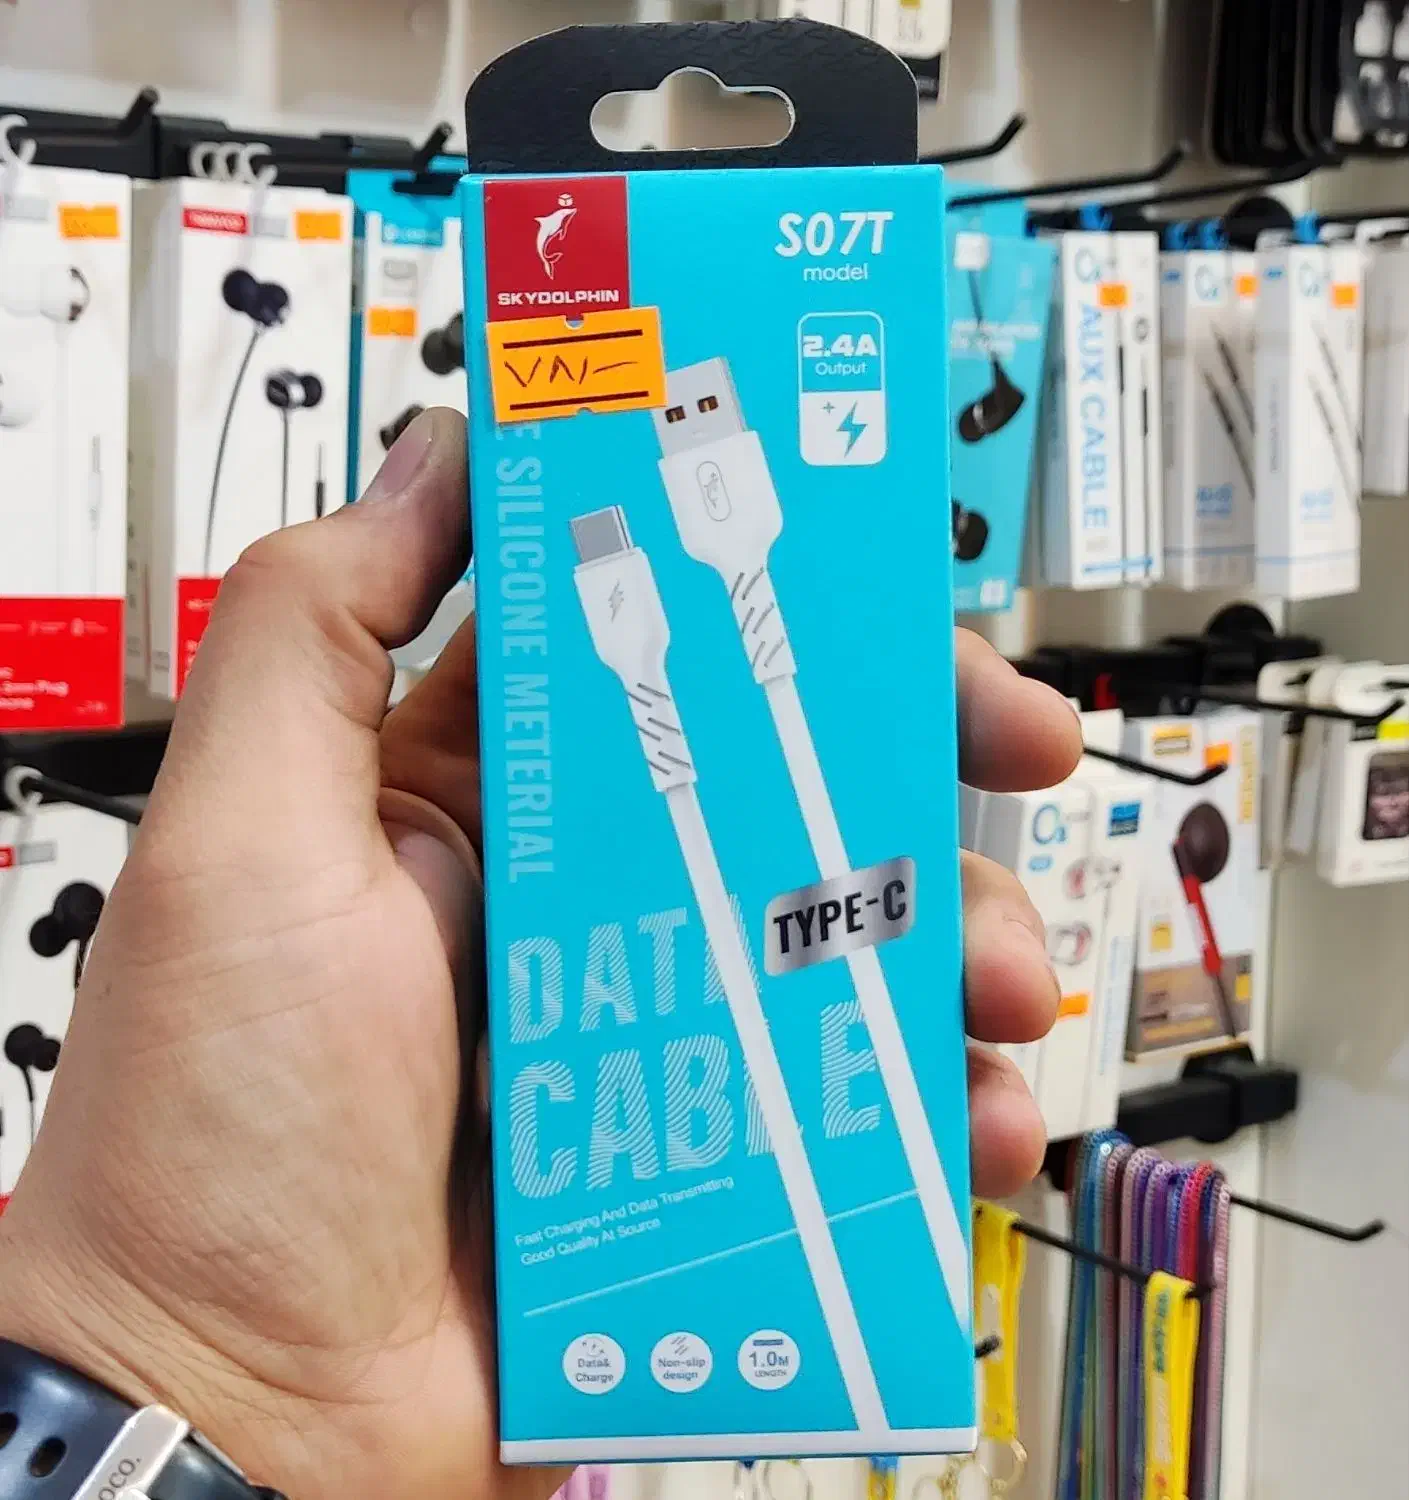 SKYDOLPHIN
S07T
model
2.4A
Output
SILICONE METERIAL
TYPE-C
DATA
CABLE
Fast Charging And Data Transmitting
Good Quality At Source
Data&
Charge
Non-slip
design
1.0M
LENGTH
AUX CABLE
oco.